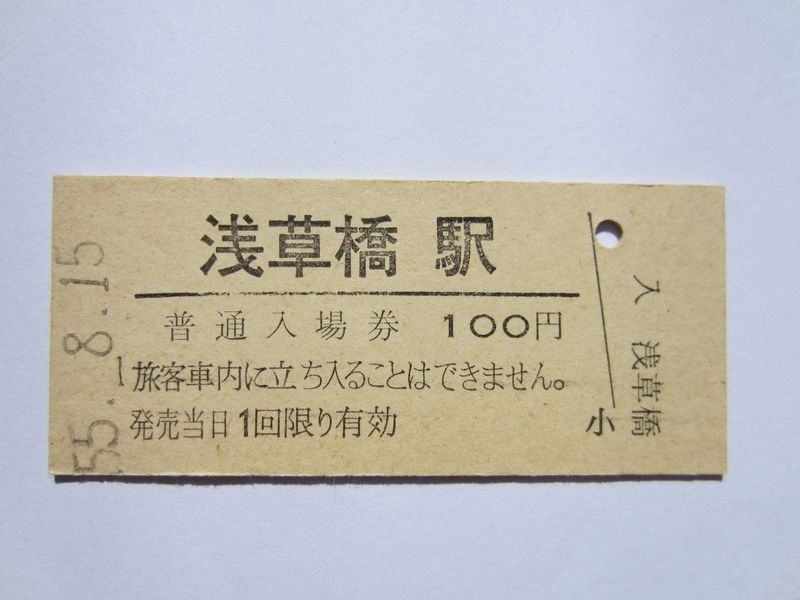 浅草橋 駅
普通入場券 100円
旅客車内に立ち入ることはできません。
発売当日1回限り有効
55.-8.15
入 浅草橋
小